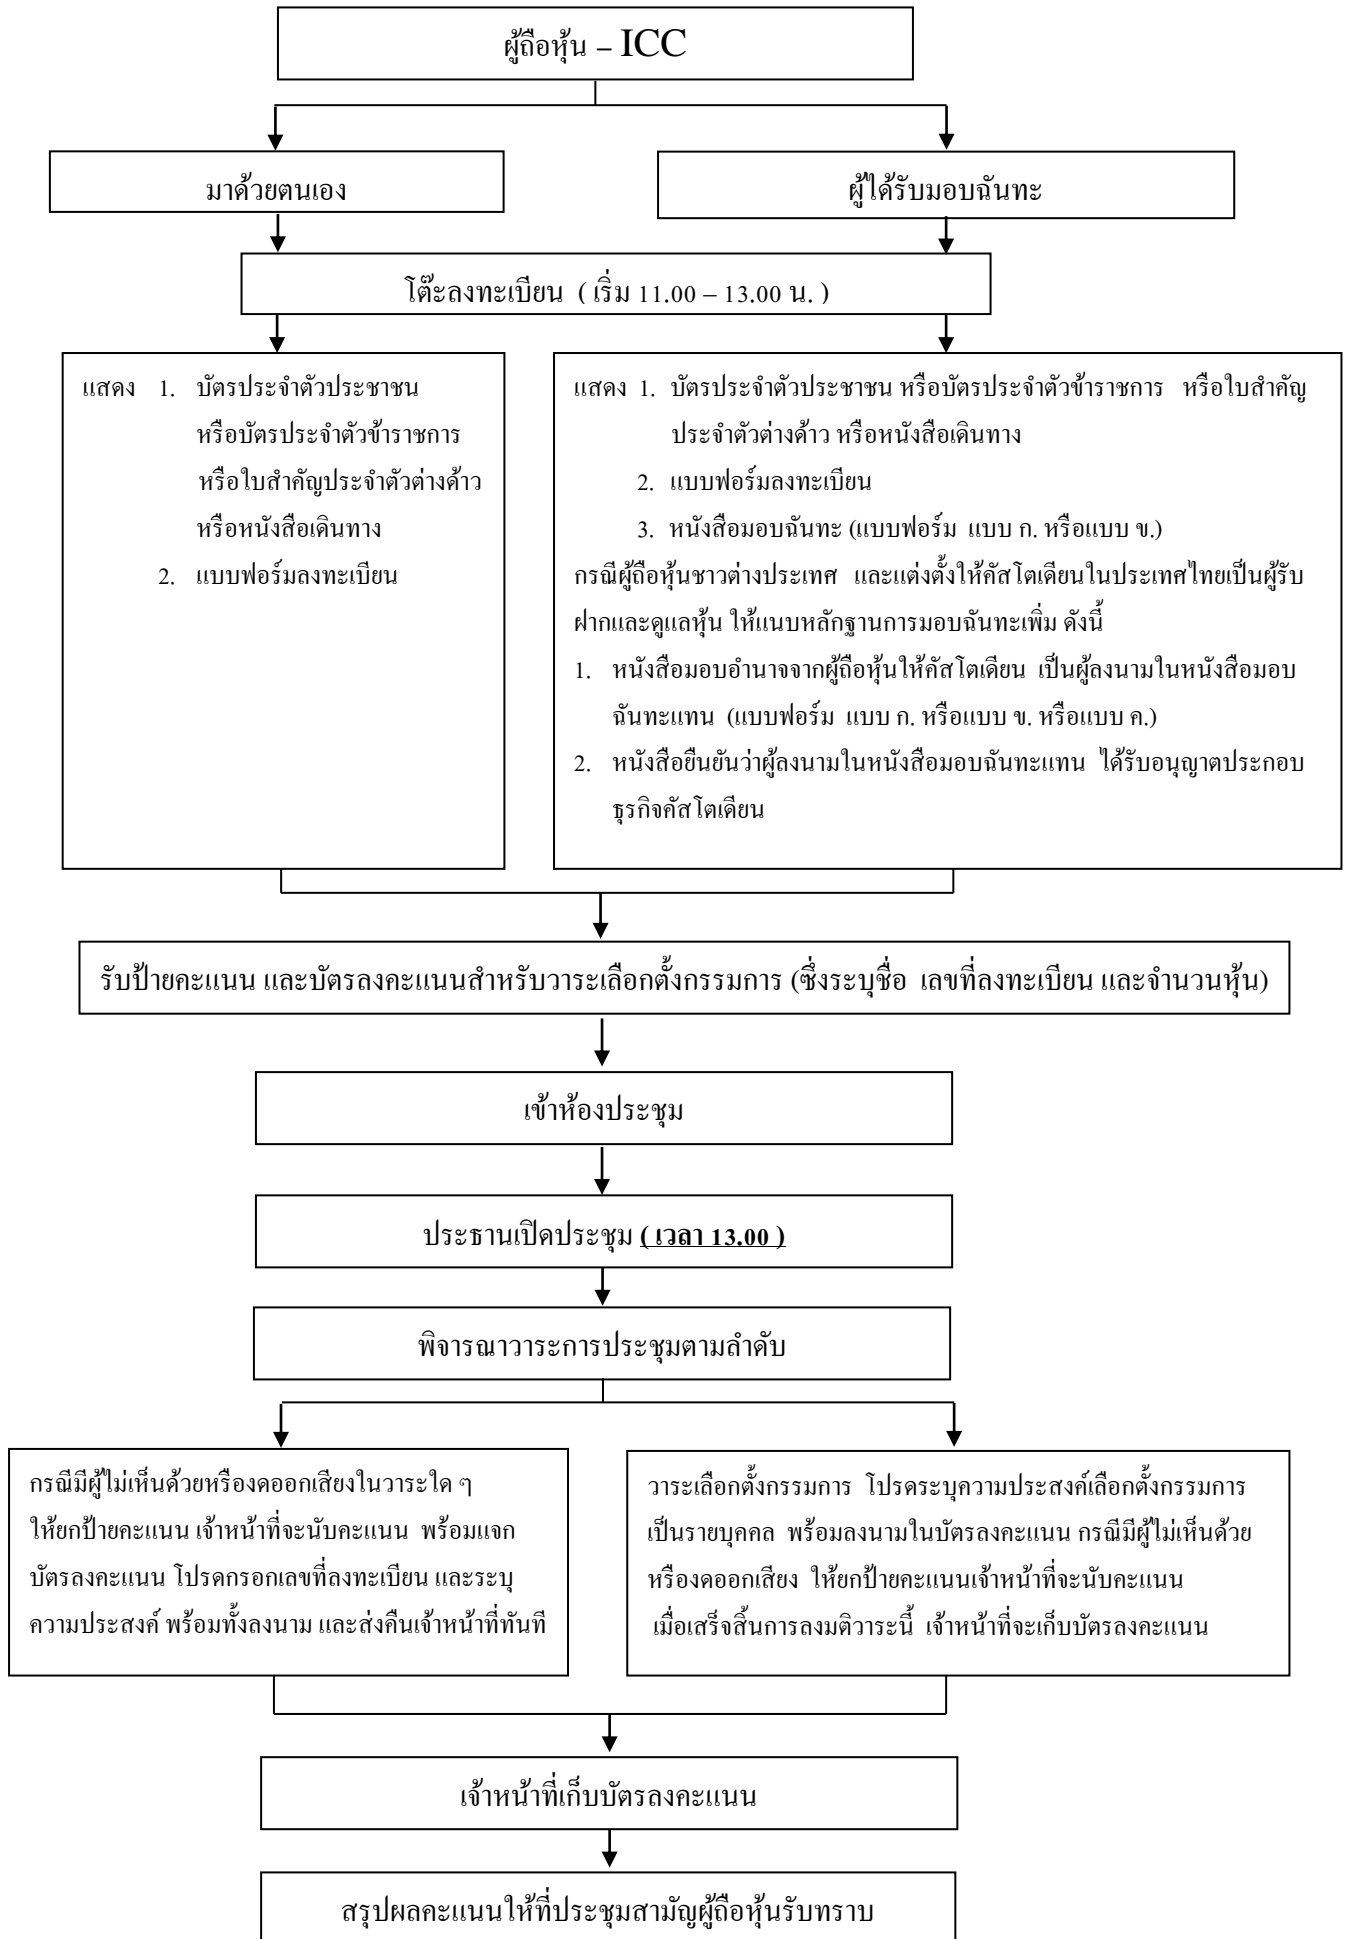 ผู้ถือหุ้น – ICC
มาด้วยตนเอง
ผู้ได้รับมอบฉันทะ
โต๊ะลงทะเบียน ( เริ่ม 11.00 – 13.00 น. )
แสดง 1. บัตรประจำตัวประชาชน
หรือบัตรประจำตัวข้าราชการ
หรือใบสำคัญประจำตัวต่างด้าว
หรือหนังสือเดินทาง
2. แบบฟอร์มลงทะเบียน
แสดง 1. บัตรประจำตัวประชาชน หรือบัตรประจำตัวข้าราชการ หรือใบสำคัญ
ประจำตัวต่างด้าว หรือหนังสือเดินทาง
2. แบบฟอร์มลงทะเบียน
3. หนังสือมอบฉันทะ (แบบฟอร์ม แบบ ก. หรือแบบ ข.)
กรณีผู้ถือหุ้นชาวต่างประเทศ และแต่งตั้งให้คัสโตเดียนในประเทศไทยเป็นผู้รับ
ฝากและดูแลหุ้น ให้แนบหลักฐานการมอบฉันทะเพิ่ม ดังนี้
1. หนังสือมอบอำนาจจากผู้ถือหุ้นให้คัสโตเดียน เป็นผู้ลงนามในหนังสือมอบ
ฉันทะแทน (แบบฟอร์ม แบบ ก. หรือแบบ ข. หรือแบบ ค.)
2. หนังสือยืนยันว่าผู้ลงนามในหนังสือมอบฉันทะแทน ได้รับอนุญาตประกอบ
ธุรกิจคัสโตเดียน
รับป้ายคะแนน และบัตรลงคะแนนสำหรับวาระเลือกตั้งกรรมการ (ซึ่งระบุชื่อ เลขที่ลงทะเบียน และจำนวนหุ้น)
เข้าห้องประชุม
ประธานเปิดประชุม ( เวลา 13.00 )
พิจารณาวาระการประชุมตามลำดับ
กรณีมีผู้ไม่เห็นด้วยหรืองดออกเสียงในวาระใด ๆ
ให้ยกป้ายคะแนน เจ้าหน้าที่จะนับคะแนน พร้อมแจก
บัตรลงคะแนน โปรดกรอกเลขที่ลงทะเบียน และระบุ
ความประสงค์ พร้อมทั้งลงนาม และส่งคืนเจ้าหน้าที่ทันที
วาระเลือกตั้งกรรมการ โปรดระบุความประสงค์เลือกตั้งกรรมการ
เป็นรายบุคคล พร้อมลงนามในบัตรลงคะแนน กรณีมีผู้ไม่เห็นด้วย
หรืองดออกเสียง ให้ยกป้ายคะแนนเจ้าหน้าที่จะนับคะแนน
เมื่อเสร็จสิ้นการลงมติวาระนี้ เจ้าหน้าที่จะเก็บบัตรลงคะแนน
เจ้าหน้าที่เก็บบัตรลงคะแนน
สรุปผลคะแนนให้ที่ประชุมสามัญผู้ถือหุ้นรับทราบ